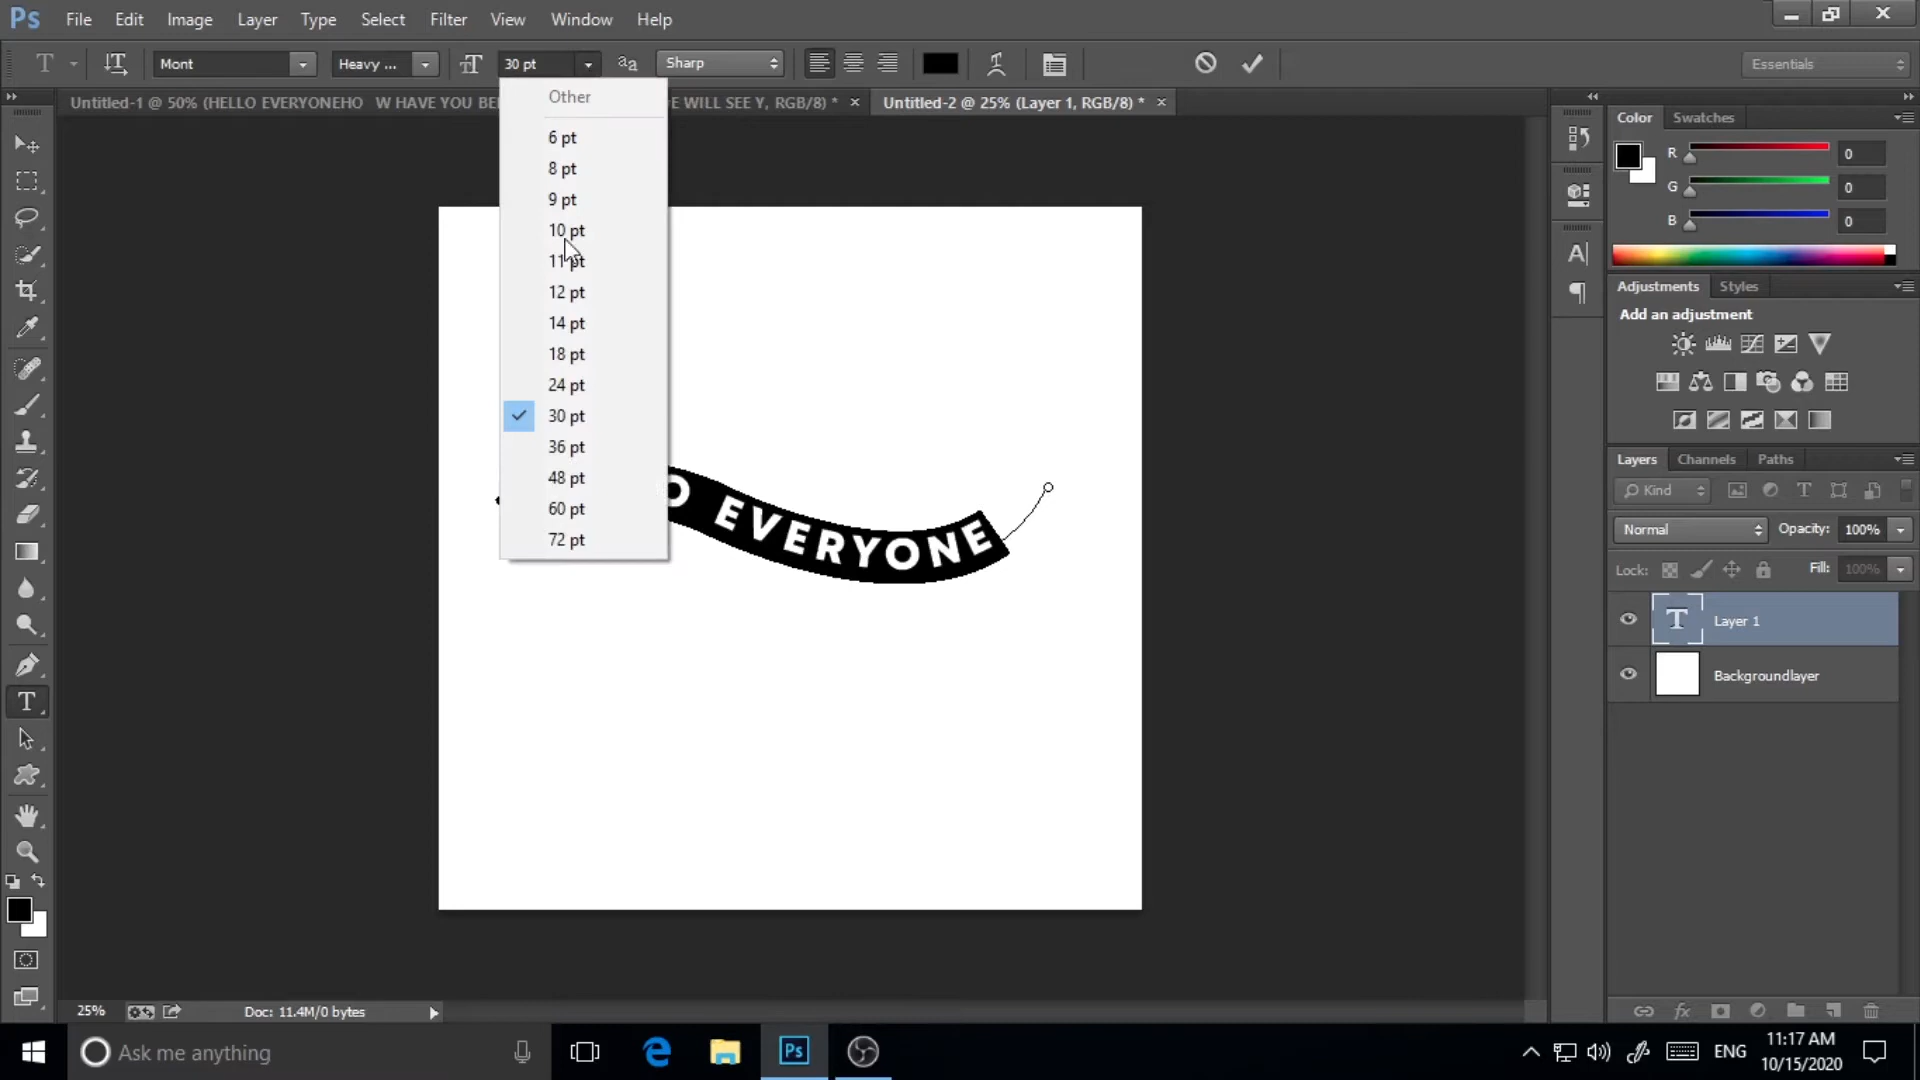 Ps File Edit Image Layer Type Select Filter View Window Help
T Mont Heavy ... 30 pt aa Sharp Essentials
Untitled-1 @ 50% (HELLO EVERYONEHO W HAVE YOU BE E WILL SEE Y, RGB/8) * × Untitled-2 @ 25% (Layer 1, RGB/8) * ×
Other
6 pt
8 pt
9 pt
10 pt
11 pt
12 pt
14 pt
18 pt
24 pt
30 pt
36 pt
48 pt
60 pt
72 pt
O EVERYONE
Color Swatches
R 0
G 0
B 0
Adjustments Styles
Add an adjustment
Layers Channels Paths
Kind
Normal Opacity: 100%
Lock: Fill: 100%
T Layer 1
Backgroundlayer
25% Doc: 11.4M/0 bytes
Ask me anything
Ps
ENG
11:17 AM
10/15/2020